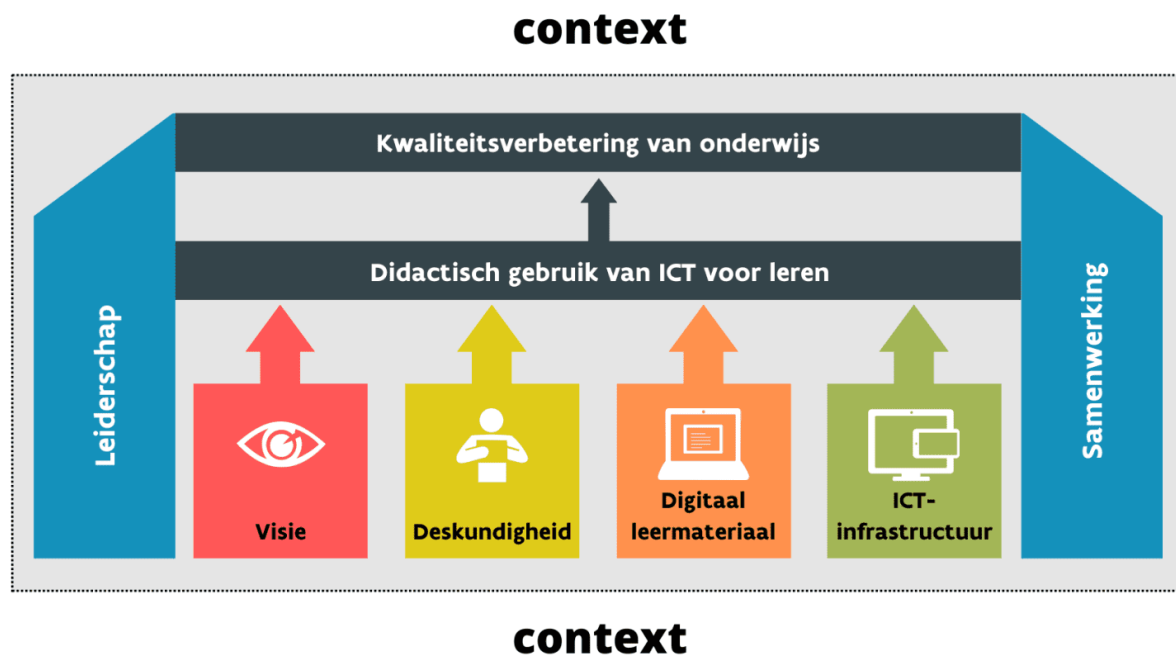 context
Kwaliteitsverbetering van onderwijs
Didactisch gebruik van ICT voor leren
Leiderschap
Visie
Deskundigheid
Digitaal
leermateriaal
ICT-
infrastructuur
Samenwerking
context